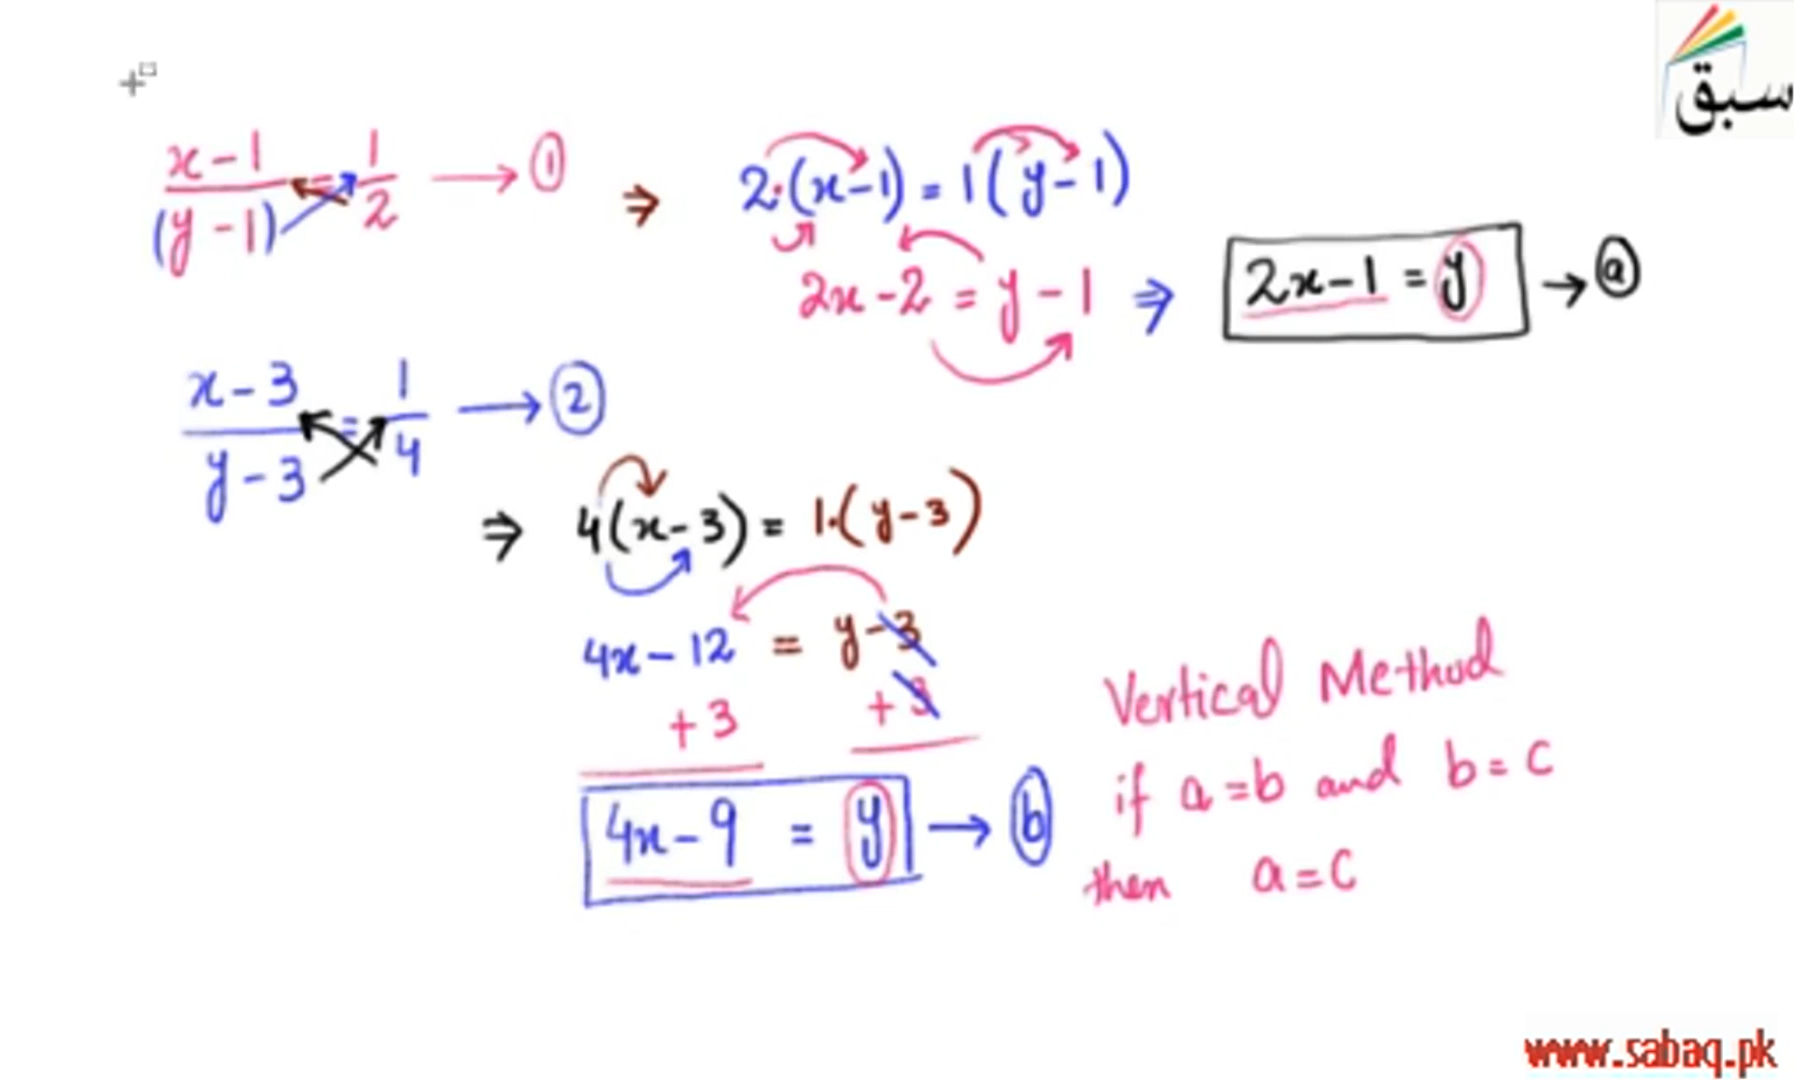 سبق
x-1/(y-1) = 1/2 → ①
⇒ 2·(x-1) = 1(y-1)
2x-2 = y-1 ⇒ 2x-1 = y → ⓐ
x-3/y-3 = 1/4 → ②
⇒ 4(x-3) = 1·(y-3)
4x-12 = y-3
+3 +3
4x-9 = y → ⓑ
Vertical Method
if a=b and b=c
then a=c
www.sabaq.pk